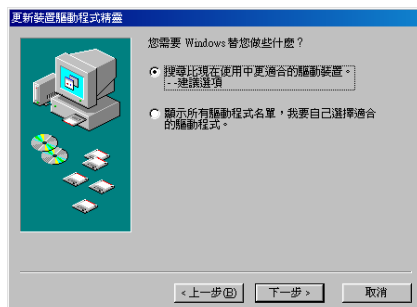 更新裝置驅動程式精靈
您需要 Windows 替您做些什麼？
搜尋比現在使用中更適合的驅動裝置。
--建議選項
顯示所有驅動程式名單，我要自己選擇適合
的驅動程式。
<上一步(B)
下一步 >
取消